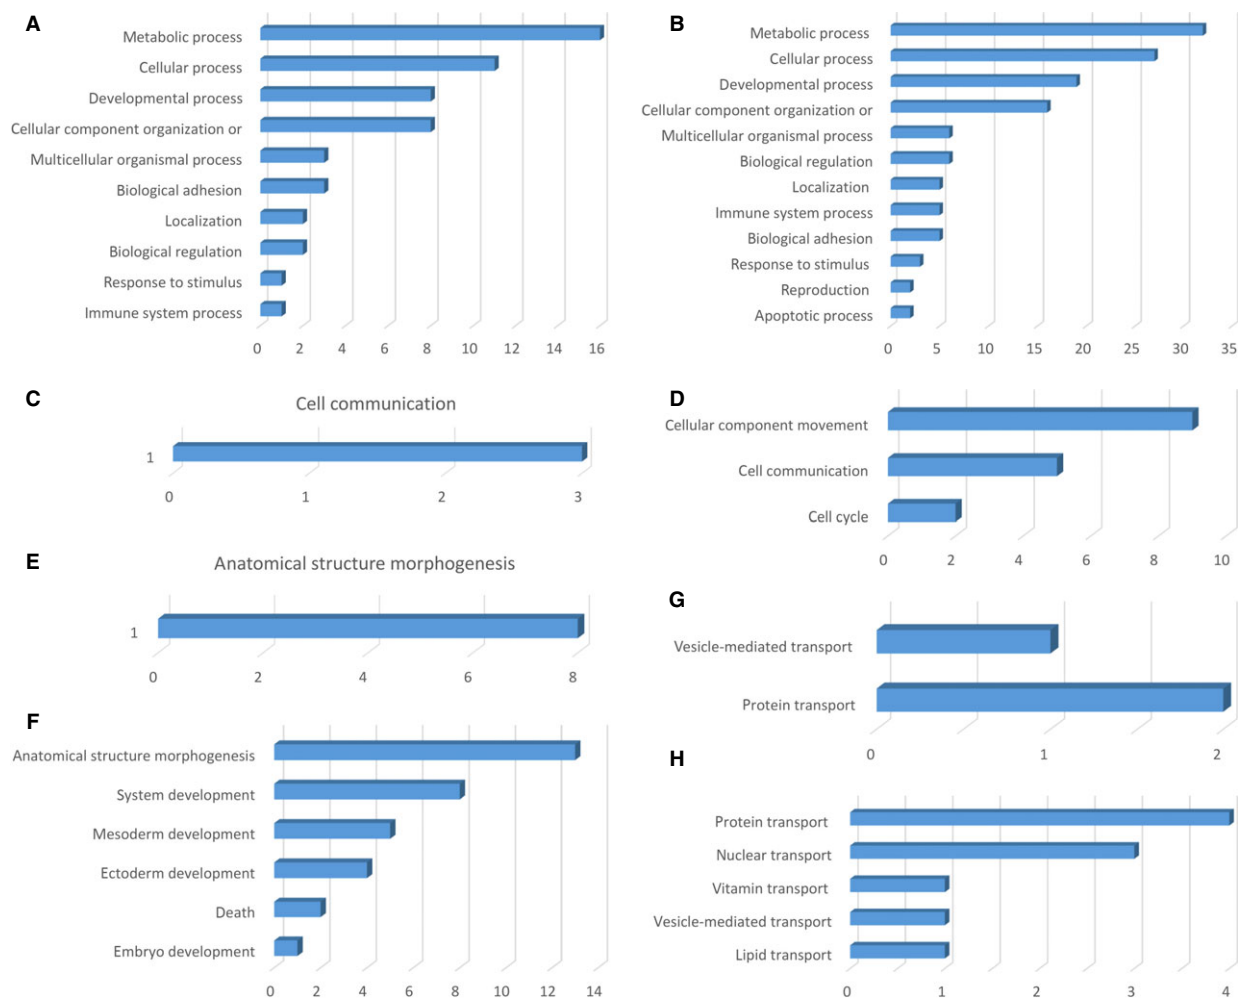 A
Metabolic process
Cellular process
Developmental process
Cellular component organization or
Multicellular organismal process
Biological adhesion
Localization
Biological regulation
Response to stimulus
Immune system process
0 2 4 6 8 10 12 14 16
B
Metabolic process
Cellular process
Developmental process
Cellular component organization or
Multicellular organismal process
Biological regulation
Localization
Immune system process
Biological adhesion
Response to stimulus
Reproduction
Apoptotic process
0 5 10 15 20 25 30 35
C
Cell communication
1
0 1 2 3
D
Cellular component movement
Cell communication
Cell cycle
0 2 4 6 8 10
E
Anatomical structure morphogenesis
1
0 2 4 6 8
F
Anatomical structure morphogenesis
System development
Mesoderm development
Ectoderm development
Death
Embryo development
0 2 4 6 8 10 12 14
G
Vesicle-mediated transport
Protein transport
0 1 2
H
Protein transport
Nuclear transport
Vitamin transport
Vesicle-mediated transport
Lipid transport
0 1 2 3 4